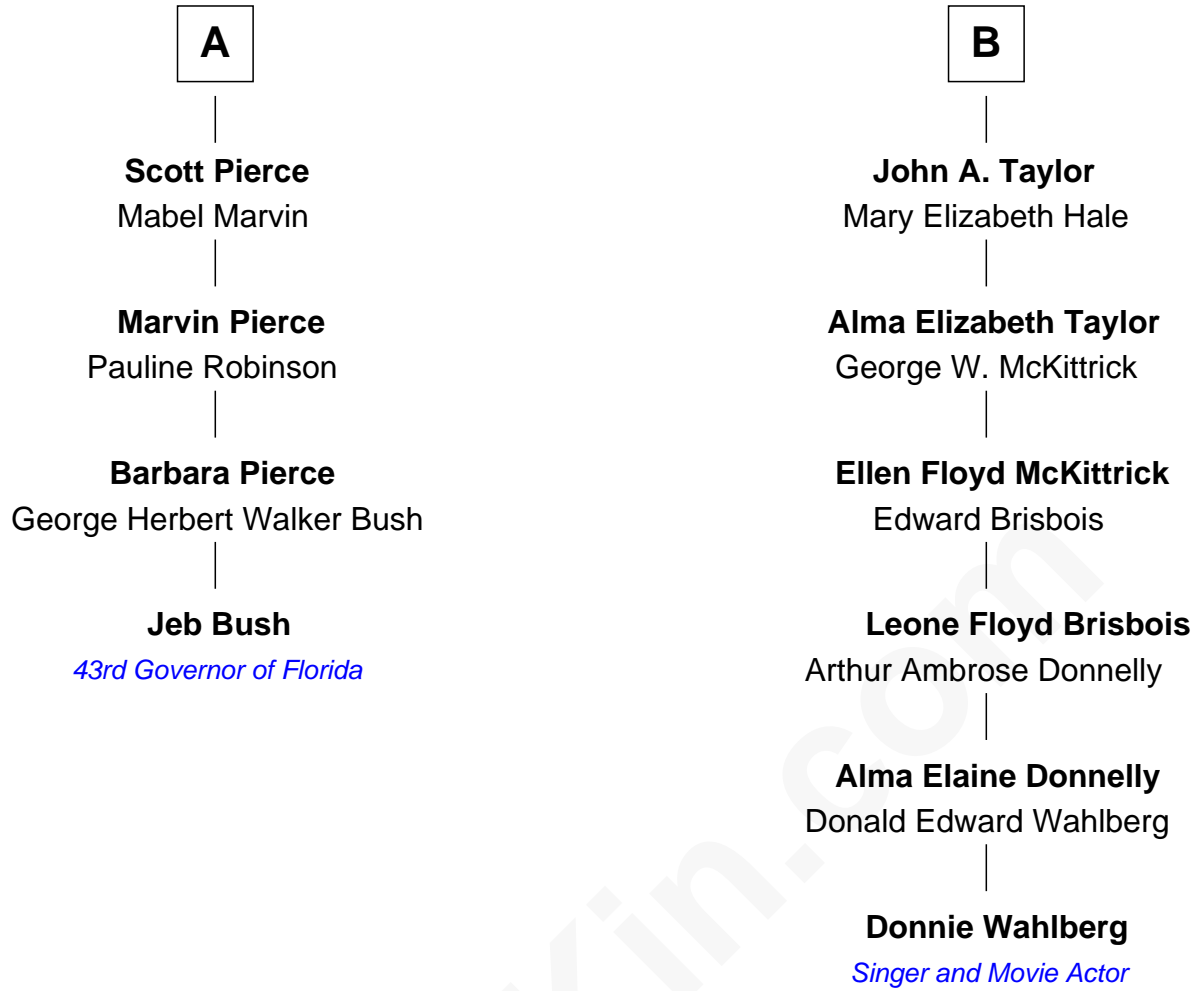 A
Scott Pierce
Mabel Marvin
Marvin Pierce
Pauline Robinson
Barbara Pierce
George Herbert Walker Bush
Jeb Bush
43rd Governor of Florida
B
John A. Taylor
Mary Elizabeth Hale
Alma Elizabeth Taylor
George W. McKittrick
Ellen Floyd McKittrick
Edward Brisbois
Leone Floyd Brisbois
Arthur Ambrose Donnelly
Alma Elaine Donnelly
Donald Edward Wahlberg
Donnie Wahlberg
Singer and Movie Actor